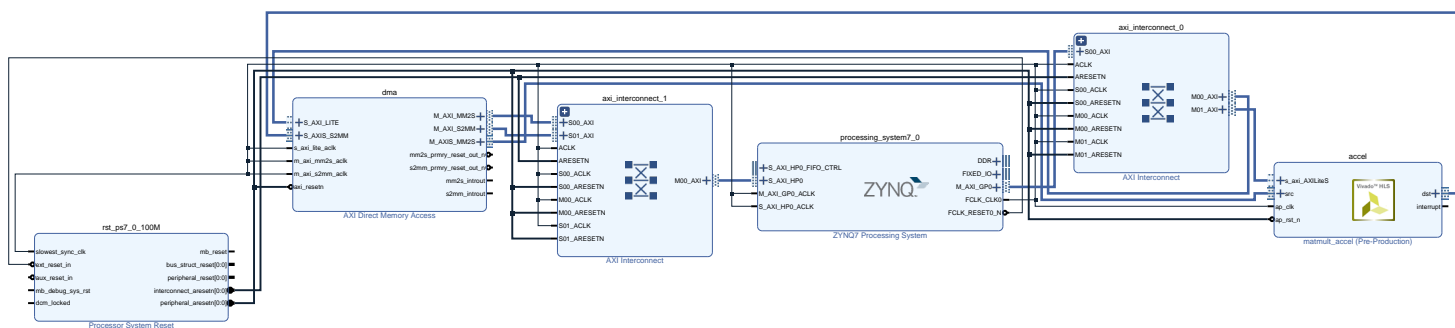 rst_ps7_0_100M
slowest_sync_clk
ext_reset_in
aux_reset_in
mb_debug_sys_rst
dcm_locked
mb_reset
bus_struct_reset[0:0]
peripheral_reset[0:0]
interconnect_aresetn[0:0]
peripheral_aresetn[0:0]
Processor System Reset
dma
S_AXI_LITE
S_AXIS_S2MM
s_axi_lite_aclk
m_axi_mm2s_aclk
m_axi_s2mm_aclk
axi_resetn
M_AXI_MM2S
M_AXI_S2MM
M_AXIS_MM2S
mm2s_prmry_reset_out_n
s2mm_prmry_reset_out_n
mm2s_introut
s2mm_introut
AXI Direct Memory Access
axi_interconnect_1
S00_AXI
S01_AXI
ACLK
ARESETN
S00_ACLK
S00_ARESETN
M00_ACLK
M00_ARESETN
S01_ACLK
S01_ARESETN
M00_AXI
AXI Interconnect
processing_system7_0
S_AXI_HP0_FIFO_CTRL
S_AXI_HP0
M_AXI_GP0_ACLK
S_AXI_HP0_ACLK
ZYNQ
DDR
FIXED_IO
M_AXI_GP0
FCLK_CLK0
FCLK_RESET0_N
ZYNQ7 Processing System
axi_interconnect_0
S00_AXI
ACLK
ARESETN
S00_ACLK
S00_ARESETN
M00_ACLK
M00_ARESETN
M01_ACLK
M01_ARESETN
M00_AXI
M01_AXI
AXI Interconnect
accel
s_axi_AXILiteS
src
ap_clk
ap_rst_n
Vivado™ HLS
dst
interrupt
matmult_accel (Pre-Production)